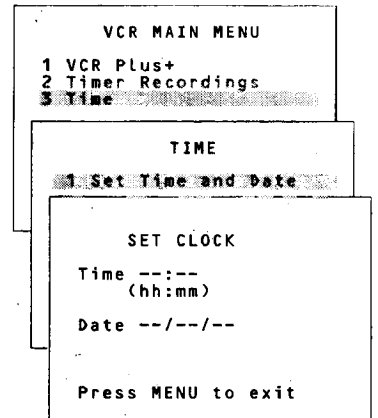 VCR MAIN MENU
1 VCR Plus+
2 Timer Recordings
3 Time
TIME
1 Set Time and Date
SET CLOCK
Time --:--
(hh:mm)
Date --/--/--
Press MENU to exit